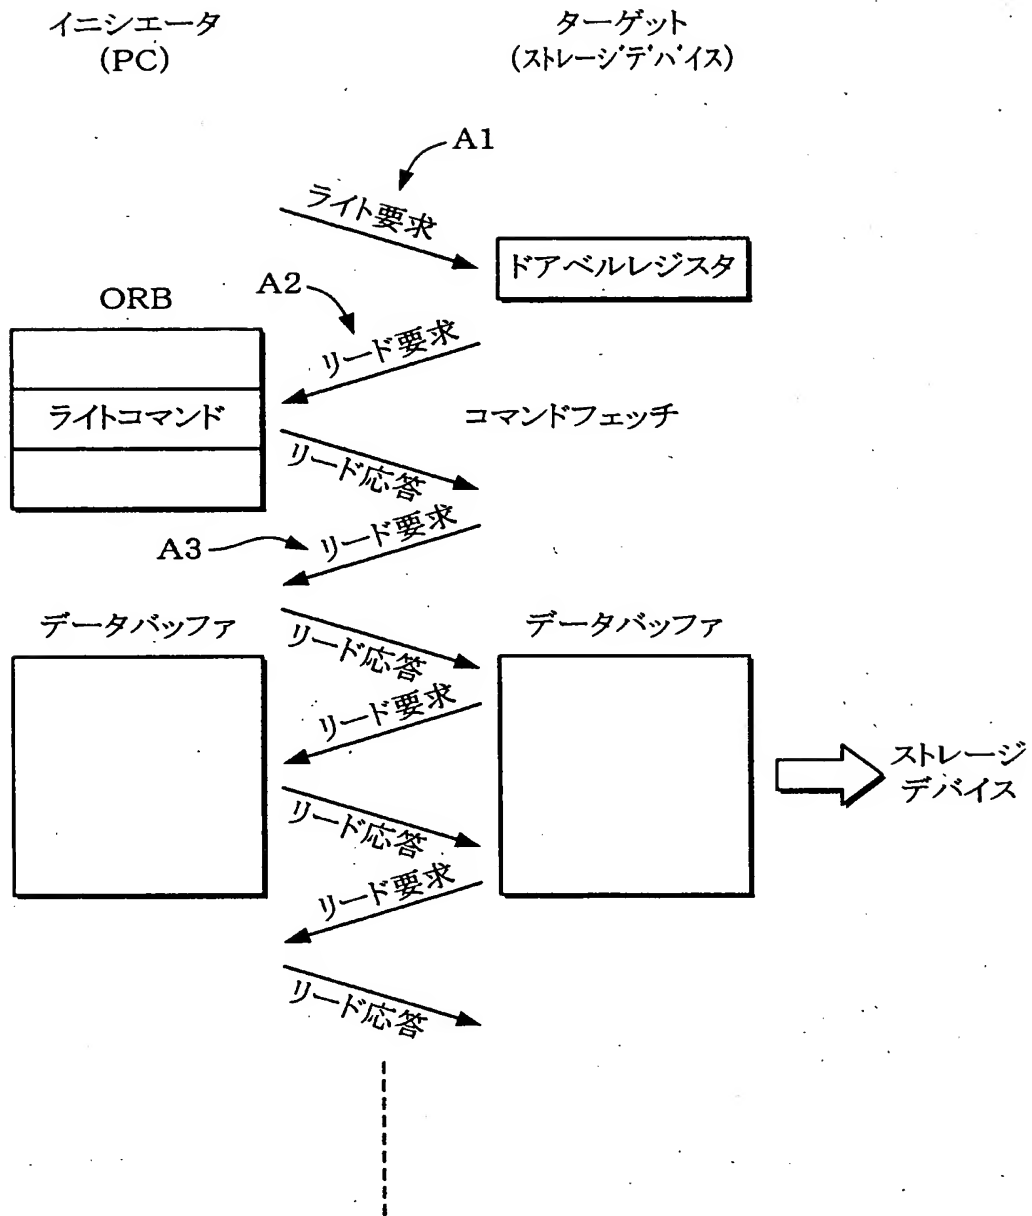 イニシエータ
(PC)
ターゲット
(ストレージデバイス)
A1
ライト要求
ドアベルレジスタ
ORB
A2
リード要求
ライトコマンド
コマンドフェッチ
リード応答
A3
リード要求
データバッファ
データバッファ
リード応答
リード要求
ストレージ
デバイス
リード応答
リード要求
リード応答